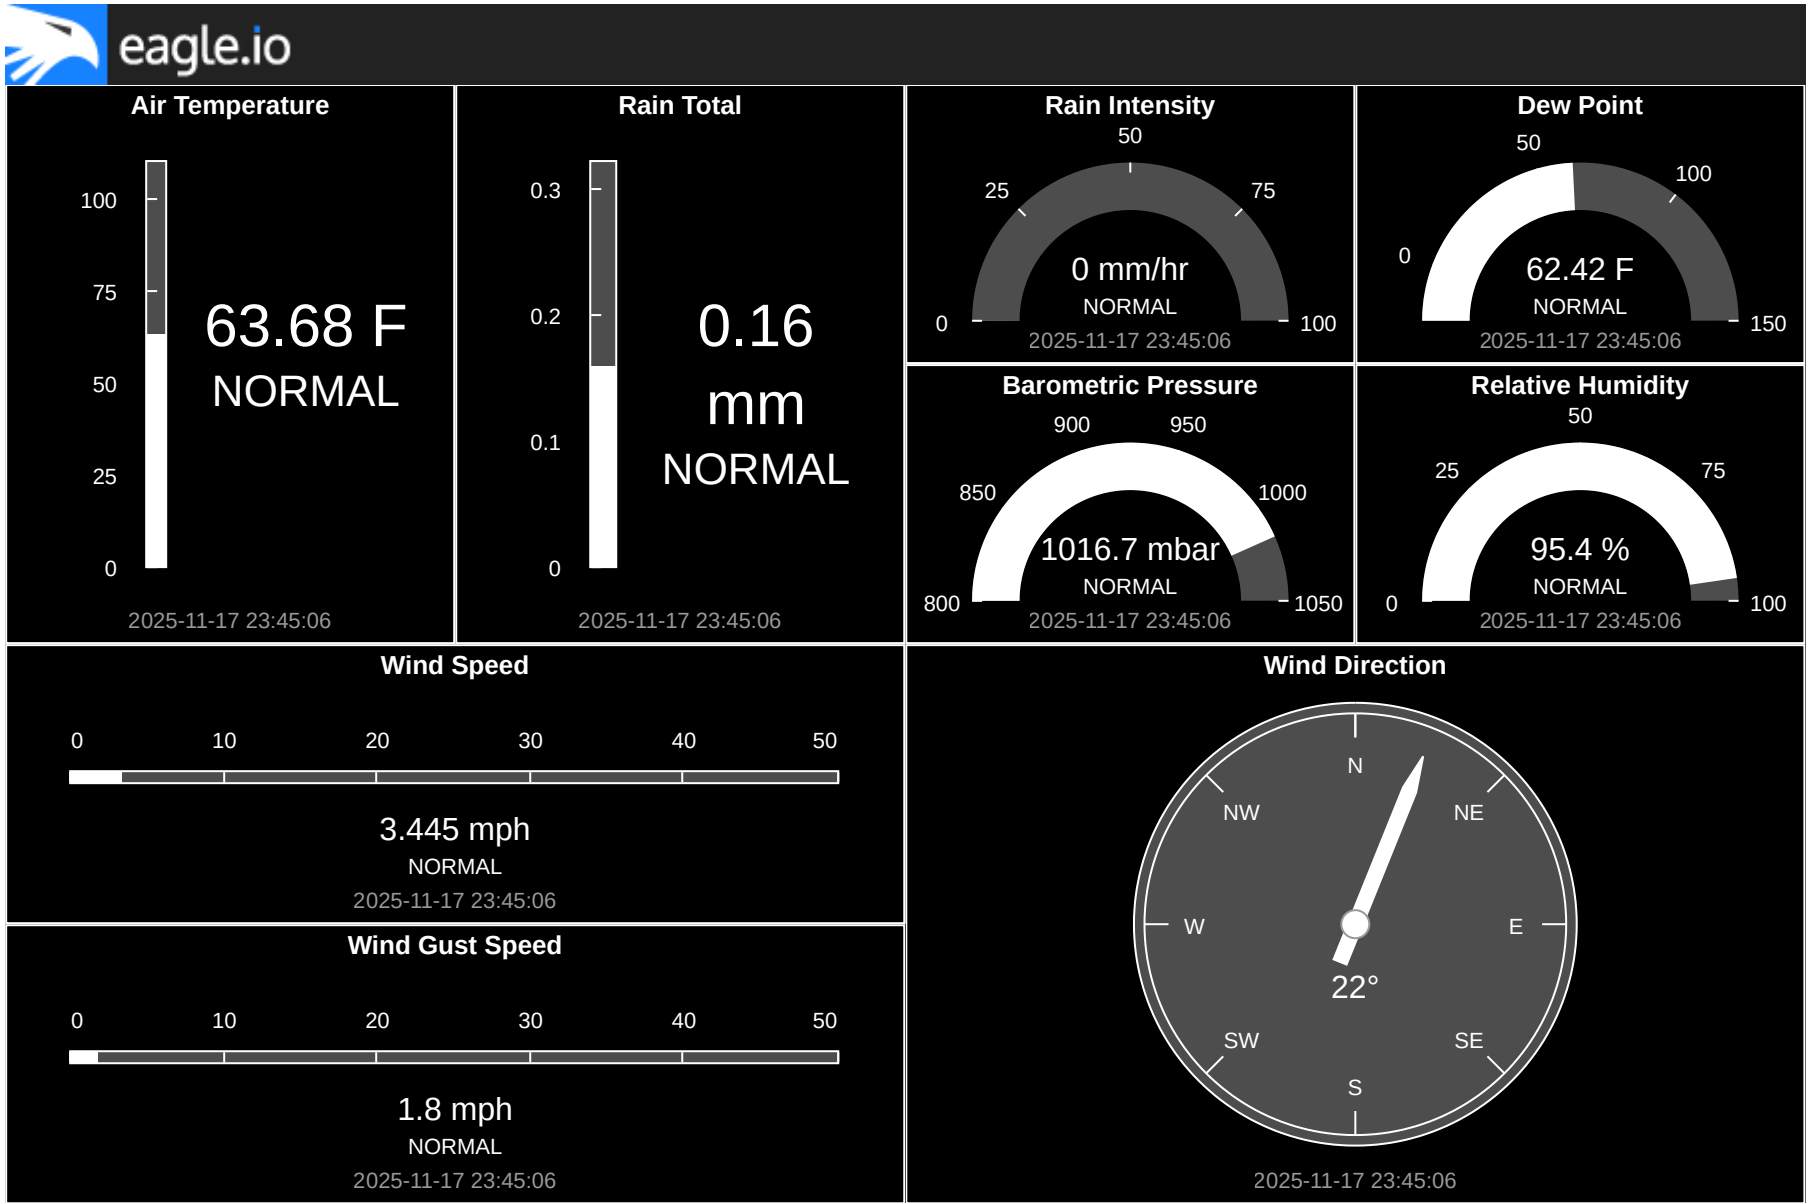 eagle.io
Air Temperature
100
75
50
25
0
63.68 F
NORMAL
2025-11-17 23:45:06
Rain Total
0.3
0.2
0.1
0
0.16
mm
NORMAL
2025-11-17 23:45:06
Rain Intensity
0
25
50
75
100
0 mm/hr
NORMAL
2025-11-17 23:45:06
Dew Point
0
50
100
150
62.42 F
NORMAL
2025-11-17 23:45:06
Barometric Pressure
800
850
900
950
1000
1050
1016.7 mbar
NORMAL
2025-11-17 23:45:06
Relative Humidity
0
25
50
75
100
95.4 %
NORMAL
2025-11-17 23:45:06
Wind Speed
0 10 20 30 40 50
3.445 mph
NORMAL
2025-11-17 23:45:06
Wind Gust Speed
0 10 20 30 40 50
1.8 mph
NORMAL
2025-11-17 23:45:06
Wind Direction
N
NW NE
W E
22°
SW SE
S
2025-11-17 23:45:06